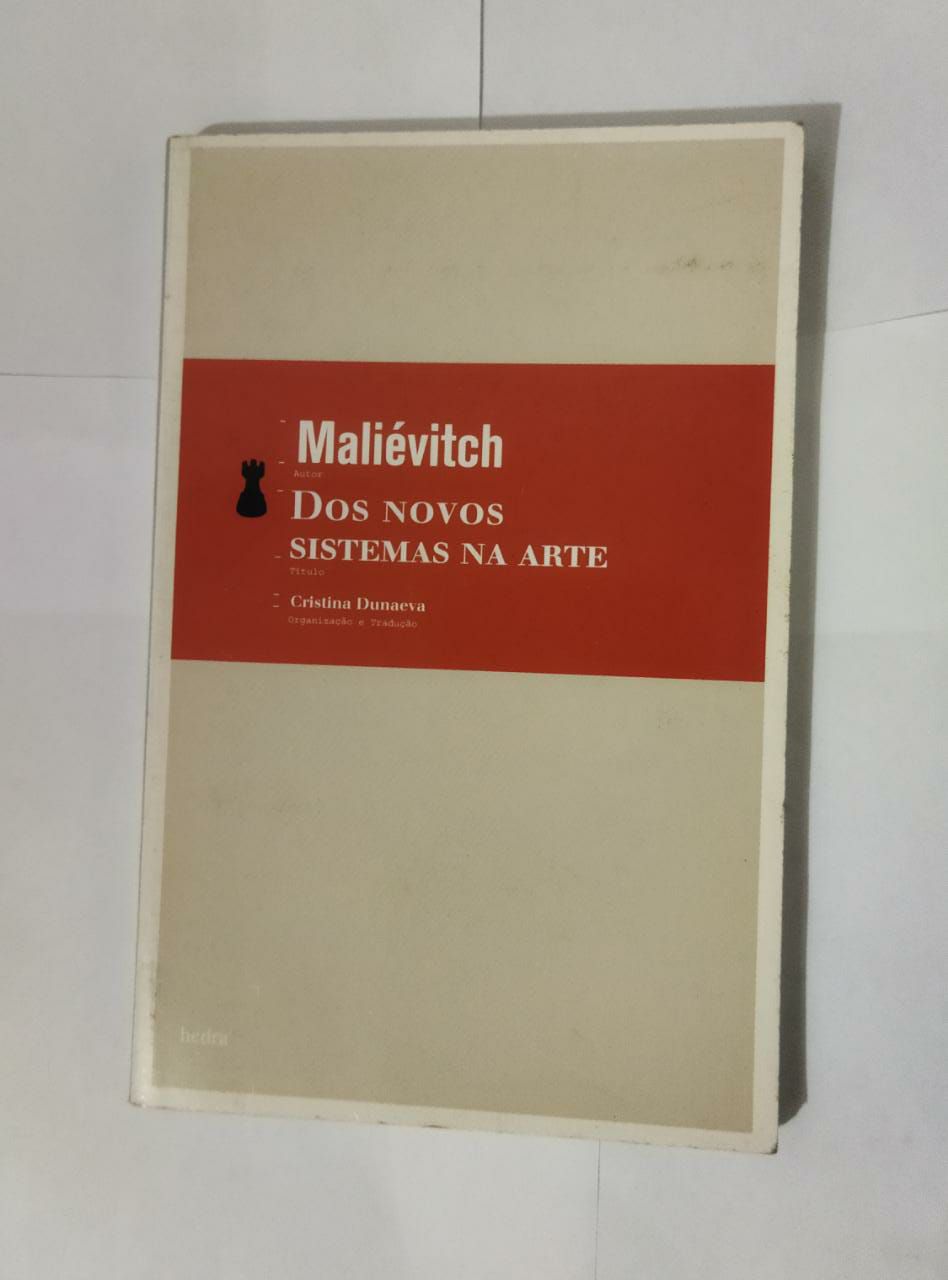 Maliévitch
Autor
Dos novos
sistemas na arte
Título
Cristina Dunaeva
Organização e Tradução
hedra